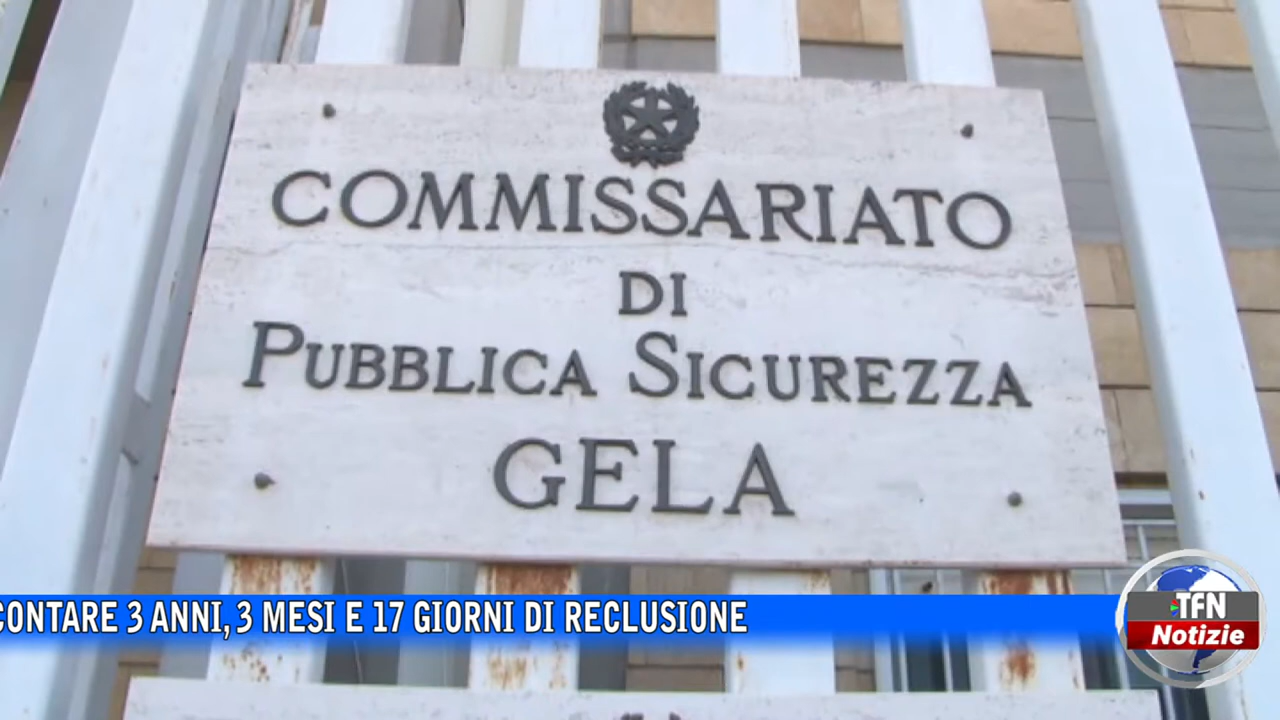 COMMISSARIATO
DI
PUBBLICA SICUREZZA
GELA
CONTARE 3 ANNI, 3 MESI E 17 GIORNI DI RECLUSIONE
TFN
Notizie